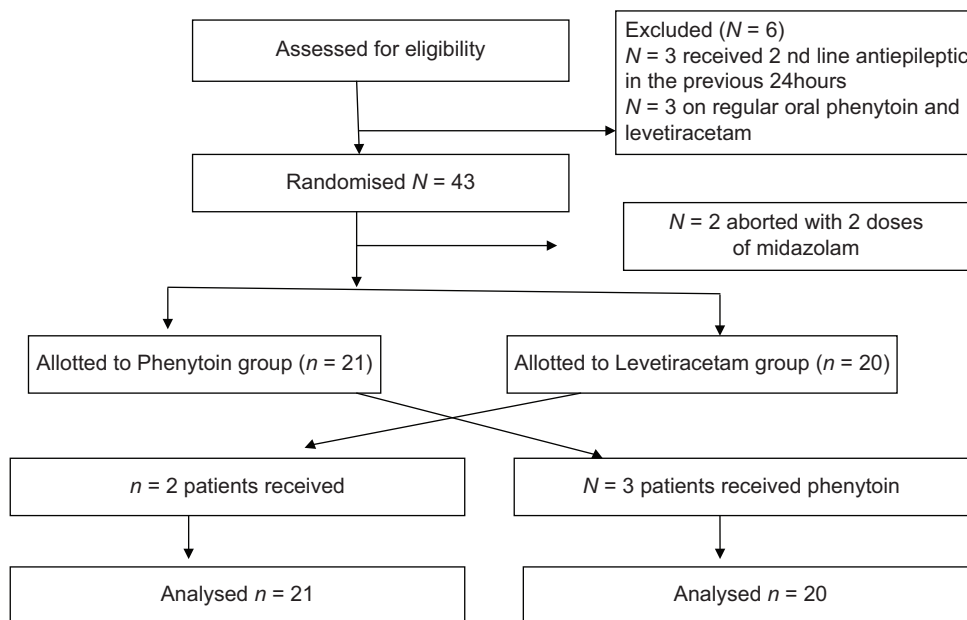 Assessed for eligibility
Excluded (N = 6)
N = 3 received 2 nd line antiepileptic
in the previous 24hours
N = 3 on regular oral phenytoin and
levetiracetam
Randomised N = 43
N = 2 aborted with 2 doses
of midazolam
Allotted to Phenytoin group (n = 21)
Allotted to Levetiracetam group (n = 20)
n = 2 patients received
N = 3 patients received phenytoin
Analysed n = 21
Analysed n = 20